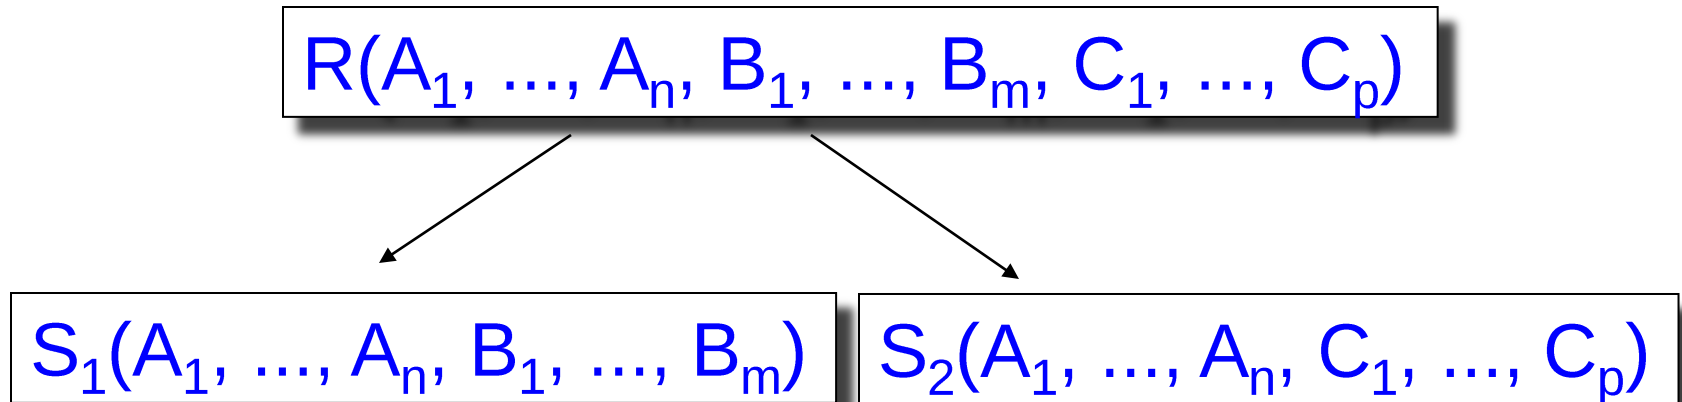 R(A₁, ..., Aₙ, B₁, ..., Bₘ, C₁, ..., Cₚ)
S₁(A₁, ..., Aₙ, B₁, ..., Bₘ)
S₂(A₁, ..., Aₙ, C₁, ..., Cₚ)